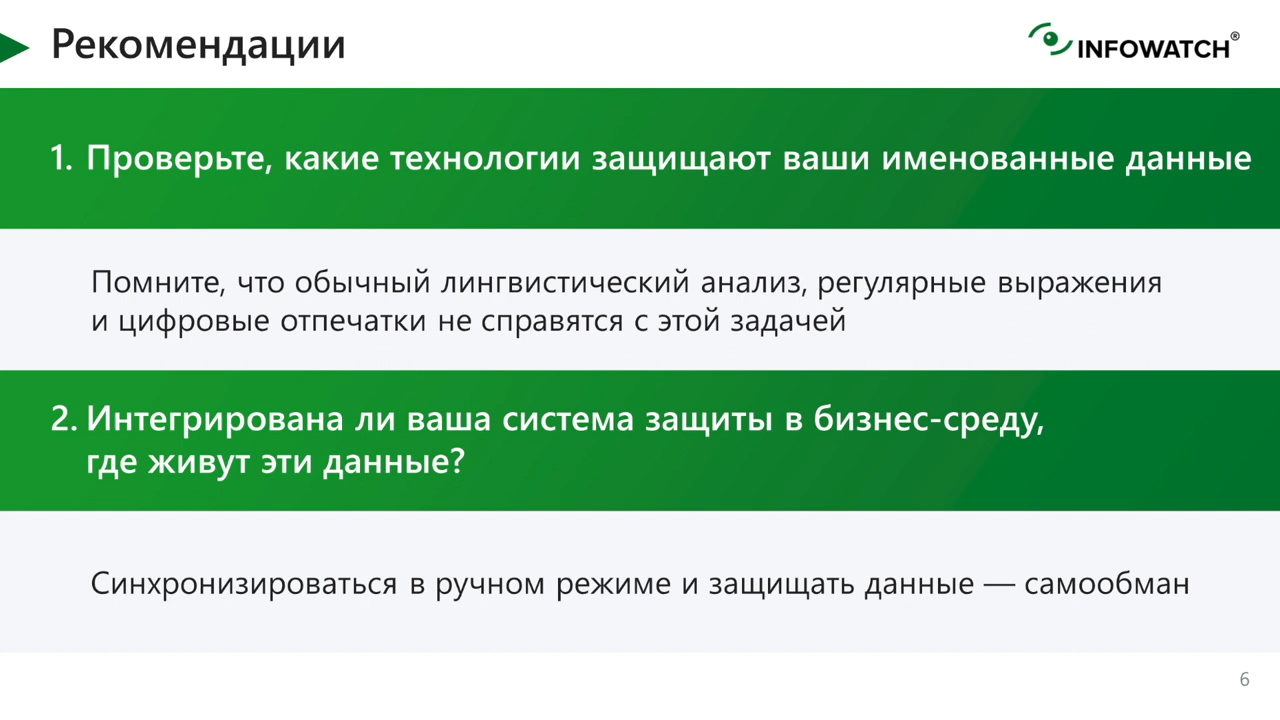 Рекомендации
INFOWATCH®
1. Проверьте, какие технологии защищают ваши именованные данные
Помните, что обычный лингвистический анализ, регулярные выражения
и цифровые отпечатки не справятся с этой задачей
2. Интегрирована ли ваша система защиты в бизнес-среду,
где живут эти данные?
Синхронизироваться в ручном режиме и защищать данные — самообман
6